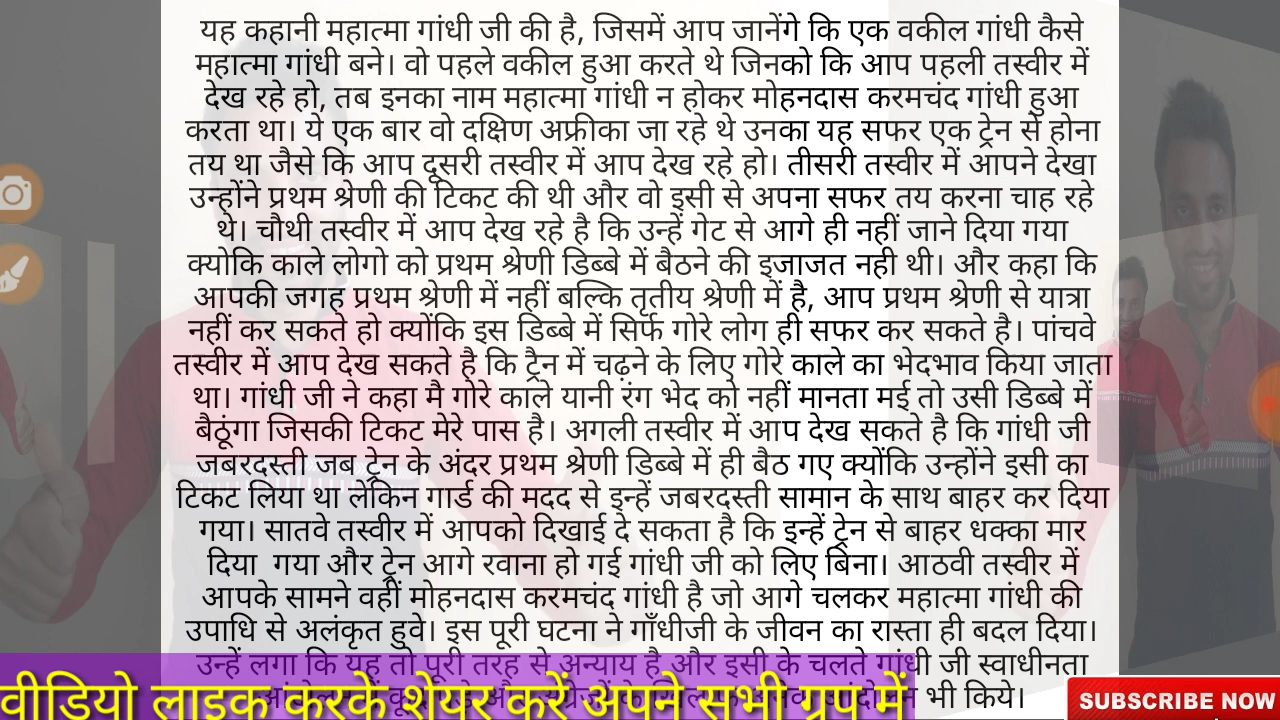 यह कहानी महात्मा गांधी जी की है, जिसमें आप जानेंगे कि एक वकील गांधी कैसे
महात्मा गांधी बने। वो पहले वकील हुआ करते थे जिनको कि आप पहली तस्वीर में
देख रहे हो, तब इनका नाम महात्मा गांधी न होकर मोहनदास करमचंद गांधी हुआ
करता था। ये एक बार वो दक्षिण अफ्रीका जा रहे थे उनका यह सफर एक ट्रेन से होना
तय था जैसे कि आप दूसरी तस्वीर में आप देख रहे हो। तीसरी तस्वीर में आपने देखा
उन्होंने प्रथम श्रेणी की टिकट की थी और वो इसी से अपना सफर तय करना चाह रहे
थे। चौथी तस्वीर में आप देख रहे है कि उन्हें गेट से आगे ही नहीं जाने दिया गया
क्योकि काले लोगो को प्रथम श्रेणी डिब्बे में बैठने की इजाजत नही थी। और कहा कि
आपकी जगह प्रथम श्रेणी में नहीं बल्कि तृतीय श्रेणी में है, आप प्रथम श्रेणी से यात्रा
नहीं कर सकते हो क्योंकि इस डिब्बे में सिर्फ गोरे लोग ही सफर कर सकते है। पांचवे
तस्वीर में आप देख सकते है कि ट्रैन में चढ़ने के लिए गोरे काले का भेदभाव किया जाता
था। गांधी जी ने कहा मै गोरे काले यानी रंग भेद को नहीं मानता मई तो उसी डिब्बे में
बैठूंगा जिसकी टिकट मेरे पास है। अगली तस्वीर में आप देख सकते है कि गांधी जी
जबरदस्ती जब ट्रेन के अंदर प्रथम श्रेणी डिब्बे में ही बैठ गए क्योंकि उन्होंने इसी का
टिकट लिया था लेकिन गार्ड की मदद से इन्हें जबरदस्ती सामान के साथ बाहर कर दिया
गया। सातवे तस्वीर में आपको दिखाई दे सकता है कि इन्हें ट्रेन से बाहर धक्का मार
दिया गया और ट्रेन आगे रवाना हो गई गांधी जी को लिए बिना। आठवी तस्वीर में
आपके सामने वहीं मोहनदास करमचंद गांधी है जो आगे चलकर महात्मा गांधी की
उपाधि से अलंकृत हुवे। इस पूरी घटना ने गाँधीजी के जीवन का रास्ता ही बदल दिया।
उन्हें लगा कि यह तो पूरी तरह से अन्याय है और इसी के चलते गांधी जी स्वाधीनता
भी किये।
वीडियो लाइक करके शेयर करें अपने सभी ग्रुप में
SUBSCRIBE NOW